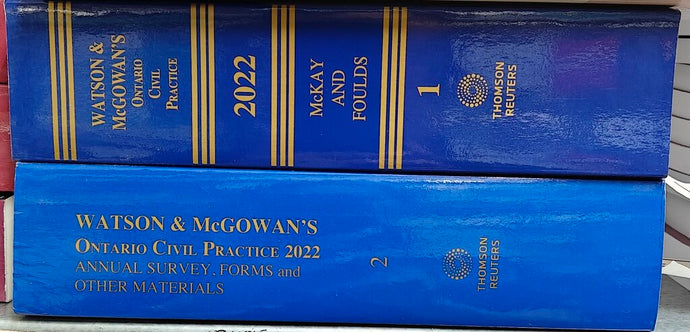 WATSON &
McGOWAN'S
ONTARIO
CIVIL
PRACTICE
2022
McKAY
AND
FOULDS
1
THOMSON
REUTERS
WATSON & McGOWAN'S
ONTARIO CIVIL PRACTICE 2022
ANNUAL SURVEY, FORMS and
OTHER MATERIALS
2
THOMSON
REUTERS